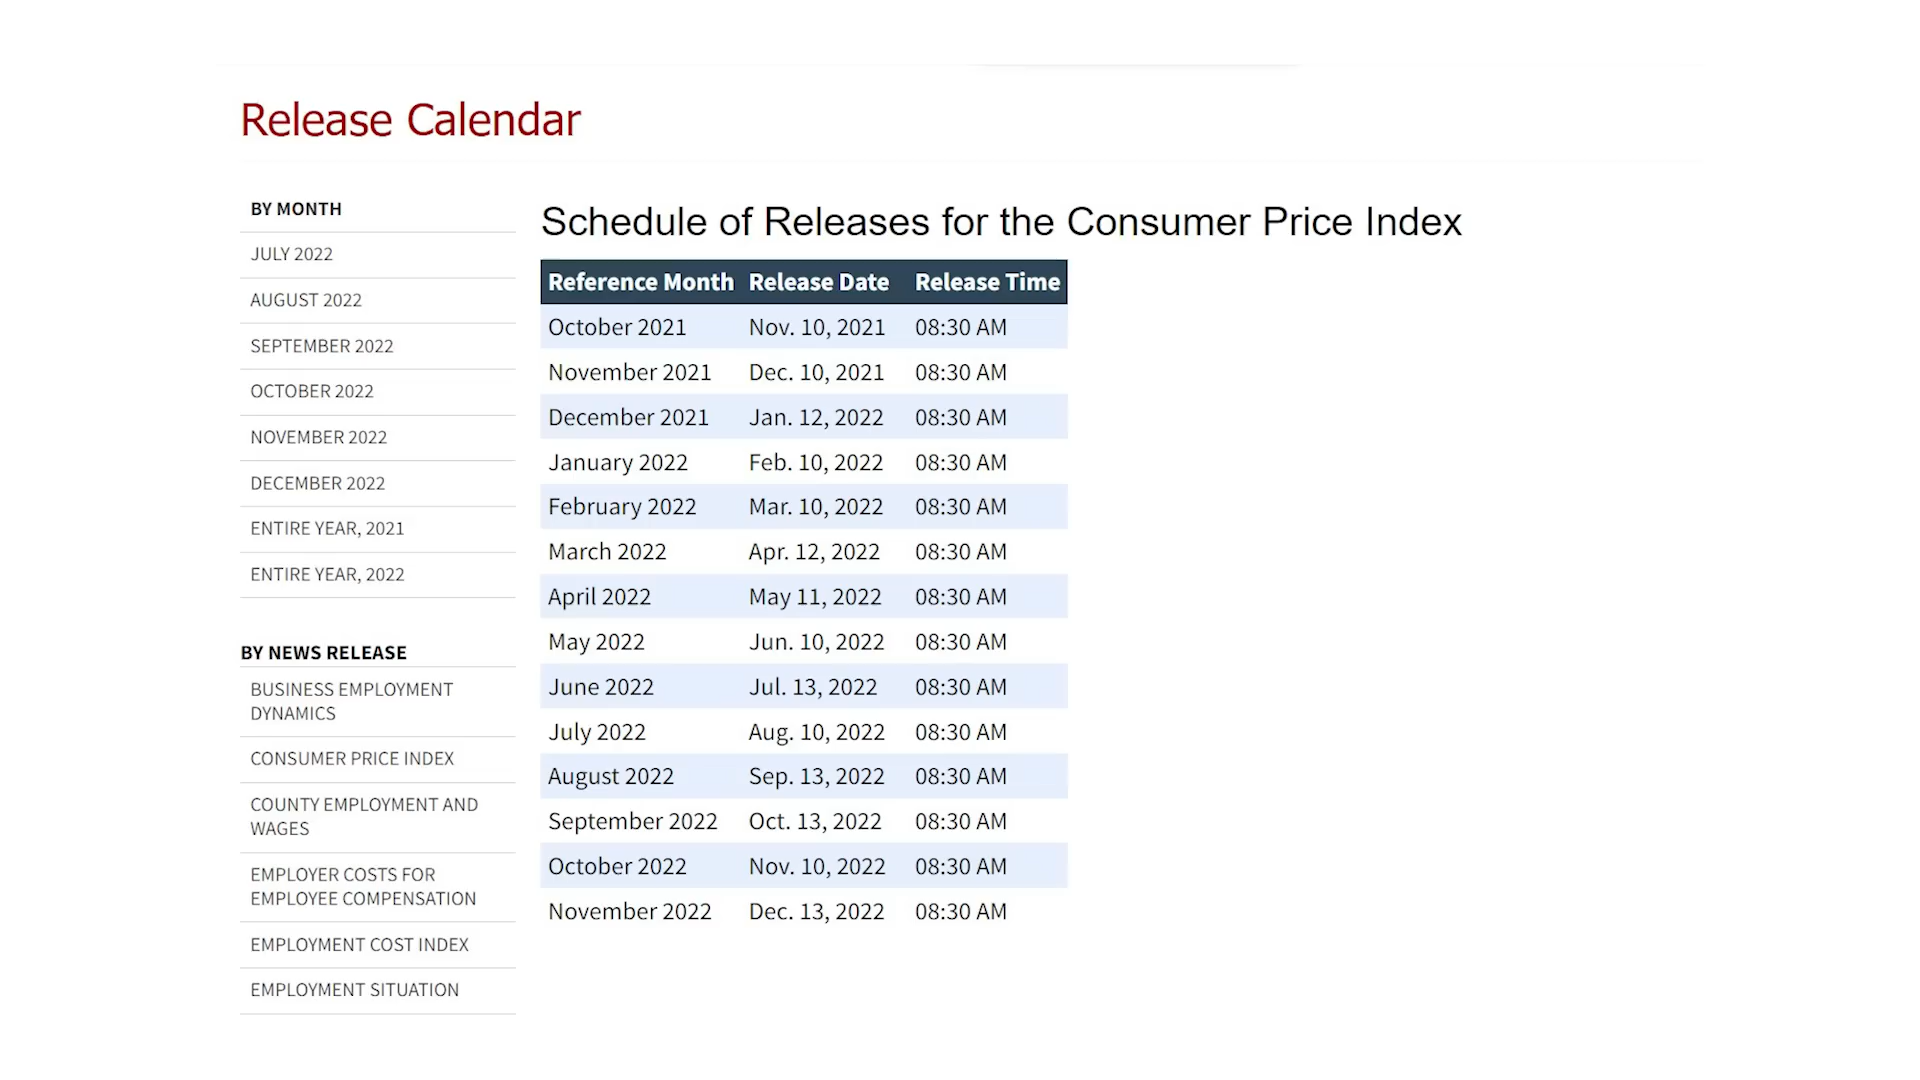 Release Calendar
BY MONTH
JULY 2022
AUGUST 2022
SEPTEMBER 2022
OCTOBER 2022
NOVEMBER 2022
DECEMBER 2022
ENTIRE YEAR, 2021
ENTIRE YEAR, 2022
BY NEWS RELEASE
BUSINESS EMPLOYMENT
DYNAMICS
CONSUMER PRICE INDEX
COUNTY EMPLOYMENT AND
WAGES
EMPLOYER COSTS FOR
EMPLOYEE COMPENSATION
EMPLOYMENT COST INDEX
EMPLOYMENT SITUATION
Schedule of Releases for the Consumer Price Index
Reference Month Release Date Release Time
October 2021 Nov. 10, 2021 08:30 AM
November 2021 Dec. 10, 2021 08:30 AM
December 2021 Jan. 12, 2022 08:30 AM
January 2022 Feb. 10, 2022 08:30 AM
February 2022 Mar. 10, 2022 08:30 AM
March 2022 Apr. 12, 2022 08:30 AM
April 2022 May 11, 2022 08:30 AM
May 2022 Jun. 10, 2022 08:30 AM
June 2022 Jul. 13, 2022 08:30 AM
July 2022 Aug. 10, 2022 08:30 AM
August 2022 Sep. 13, 2022 08:30 AM
September 2022 Oct. 13, 2022 08:30 AM
October 2022 Nov. 10, 2022 08:30 AM
November 2022 Dec. 13, 2022 08:30 AM